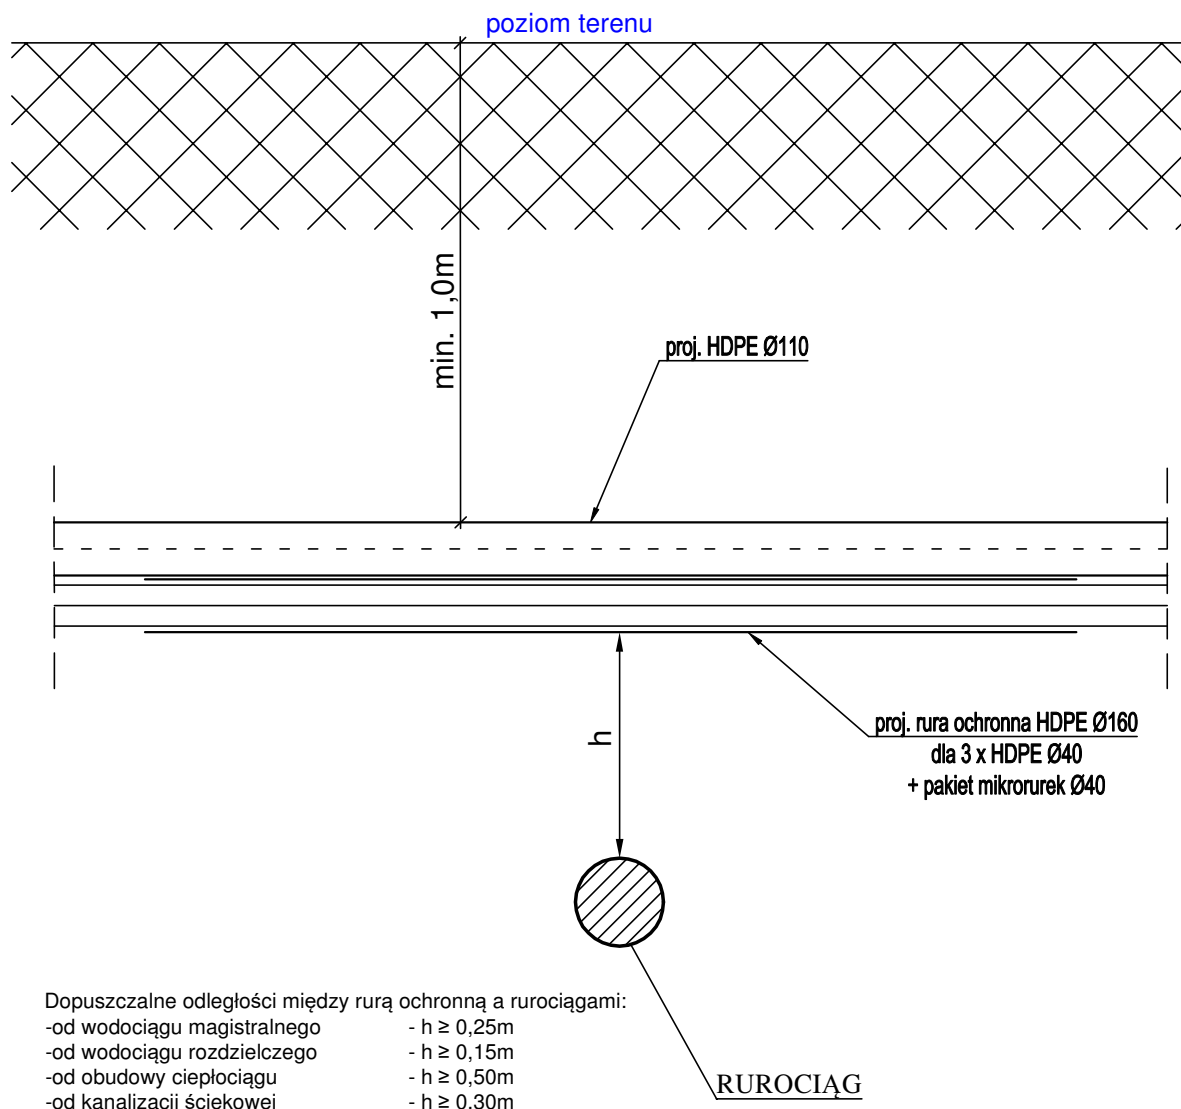 poziom terenu
min. 1,0m
proj. HDPE Ø110
h
proj. rura ochronna HDPE Ø160
dla 3 x HDPE Ø40
+ pakiet mikrorurek Ø40
Dopuszczalne odległości między rurą ochronną a rurociągami:
-od wodociągu magistralnego - h ≥ 0,25m
-od wodociągu rozdzielczego - h ≥ 0,15m
-od obudowy ciepłociągu - h ≥ 0,50m
-od kanalizacji ściekowej - h ≥ 0,30m
RUROCIĄG